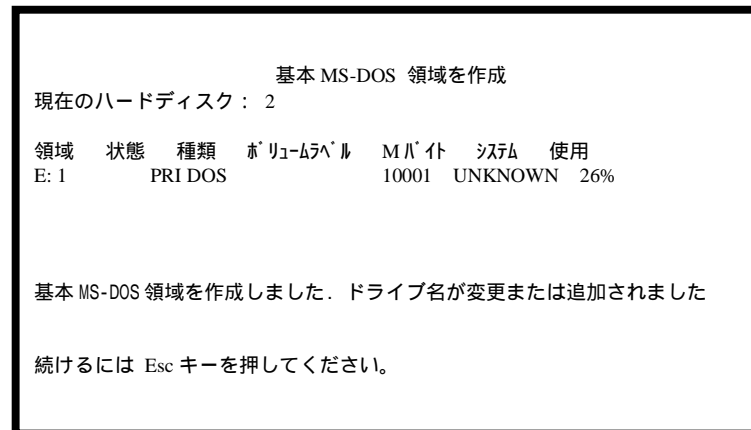 基本 MS-DOS 領域を作成
現在のハードディスク： 2
領域 状態 種類 ﾎﾞﾘｭｰﾑﾗﾍﾞﾙ Mﾊﾞｲﾄ ｼｽﾃﾑ 使用
E: 1 PRI DOS 10001 UNKNOWN 26%
基本 MS-DOS 領域を作成しました．ドライブ名が変更または追加されました
続けるには Esc キーを押してください。